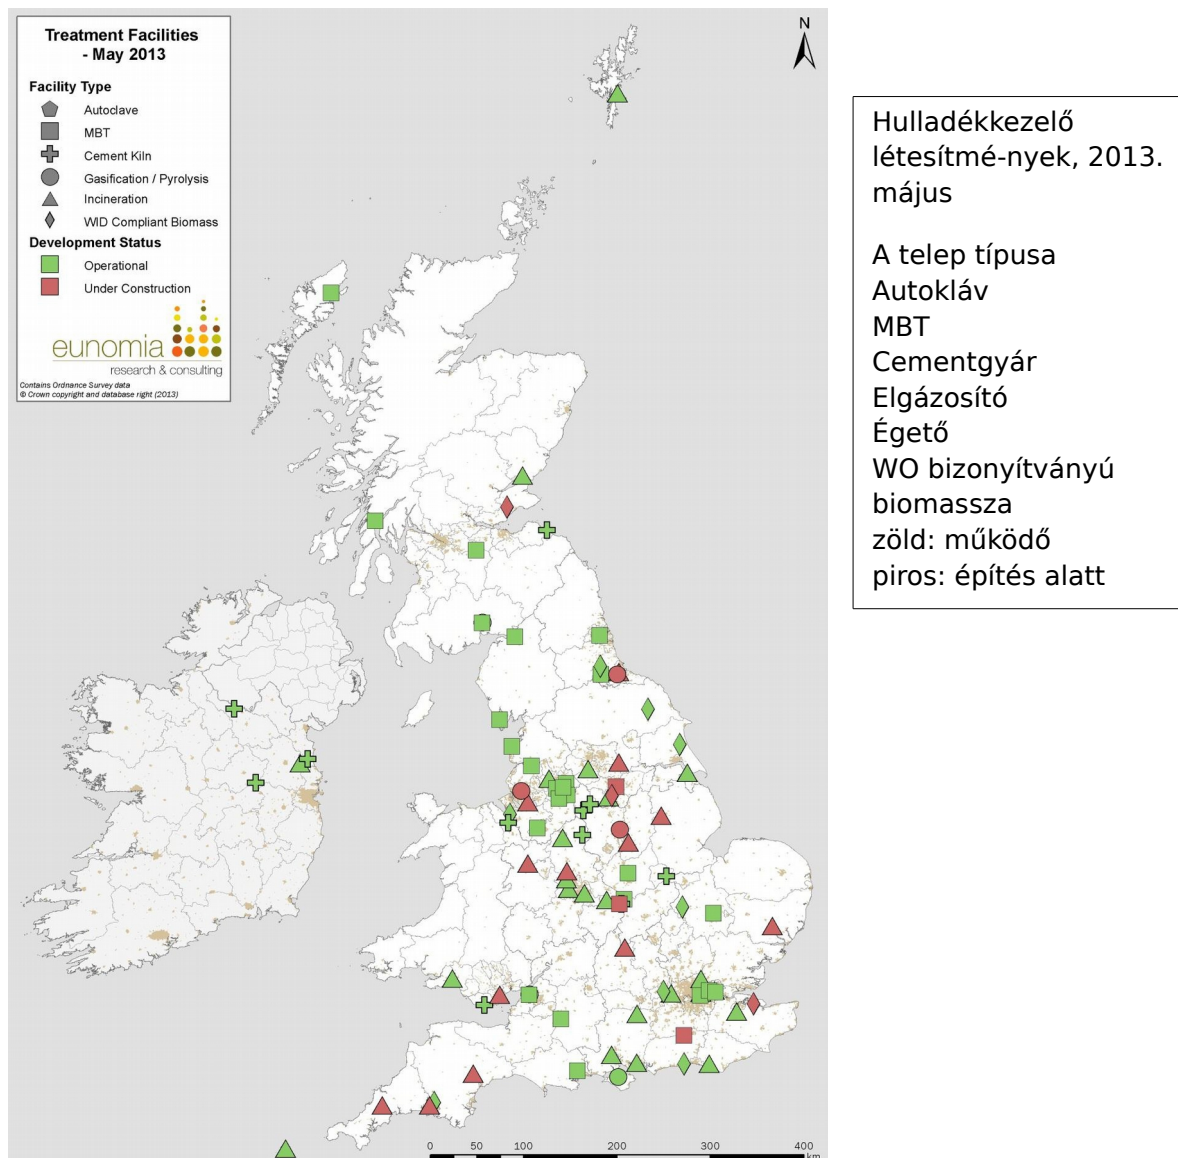 Treatment Facilities
- May 2013
Facility Type
Autoclave
MBT
Cement Kiln
Gasification / Pyrolysis
Incineration
WID Compliant Biomass
Development Status
Operational
Under Construction
eunomia
research & consulting
Contains Ordnance Survey data
© Crown copyright and database right (2013)
N
Hulladékkezelő
létesítmé-nyek, 2013.
május
A telep típusa
Autokláv
MBT
Cementgyár
Elgázosító
Égető
WO bizonyítványú
biomassza
zöld: működő
piros: építés alatt
0 50 100 200 300 400
km